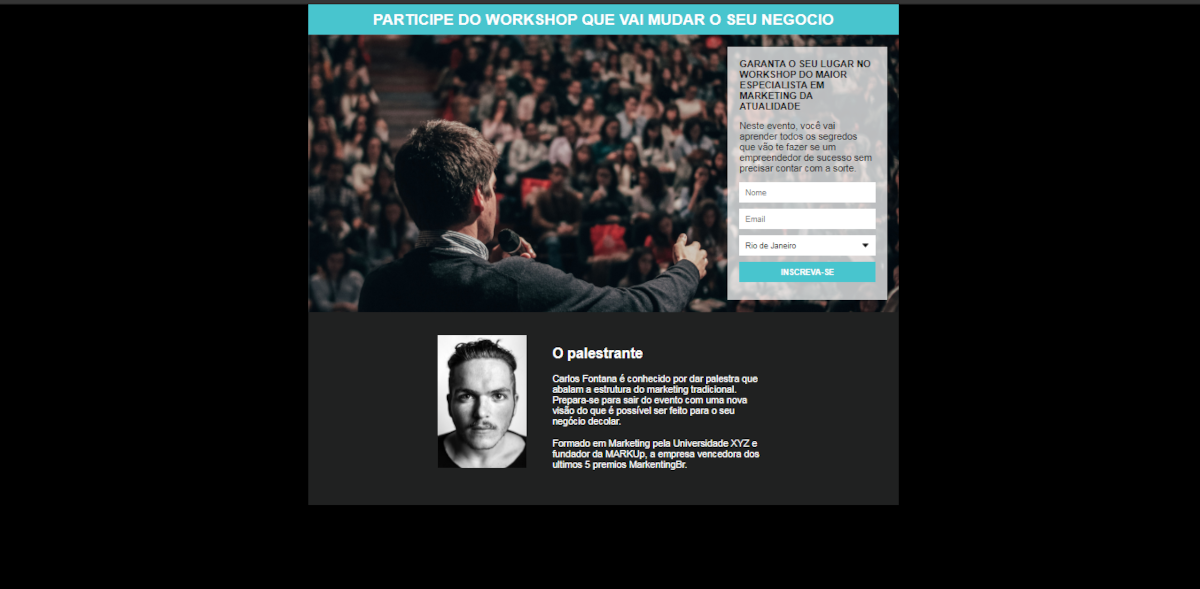 PARTICIPE DO WORKSHOP QUE VAI MUDAR O SEU NEGOCIO
GARANTA O SEU LUGAR NO
WORKSHOP DO MAIOR
ESPECIALISTA EM
MARKETING DA
ATUALIDADE
Neste evento, você vai
aprender todos os segredos
que vão te fazer se um
empreendedor de sucesso sem
precisar contar com a sorte.
Nome
Email
Rio de Janeiro
INSCREVA-SE
O palestrante
Carlos Fontana é conhecido por dar palestra que
abalam a estrutura do marketing tradicional.
Prepara-se para sair do evento com uma nova
visão do que é possível ser feito para o seu
negócio decolar.
Formado em Marketing pela Universidade XYZ e
fundador da MARKUp, a empresa vencedora dos
ultimos 5 premios MarkentingBr.